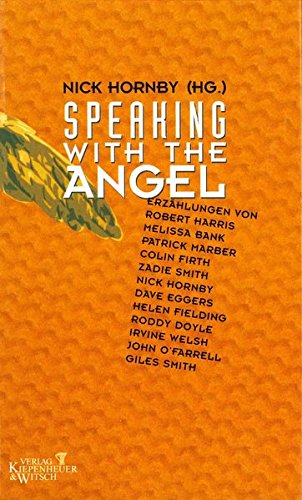 NICK HORNBY (HG.)
SPEAKING
WITH THE
ANGEL
ERZÄHLUNGEN VON
ROBERT HARRIS
MELISSA BANK
PATRICK MARBER
COLIN FIRTH
ZADIE SMITH
NICK HORNBY
DAVE EGGERS
HELEN FIELDING
RODDY DOYLE
IRVINE WELSH
JOHN O'FARRELL
GILES SMITH
VERLAG
KIEPENHEUER
&WITSCH